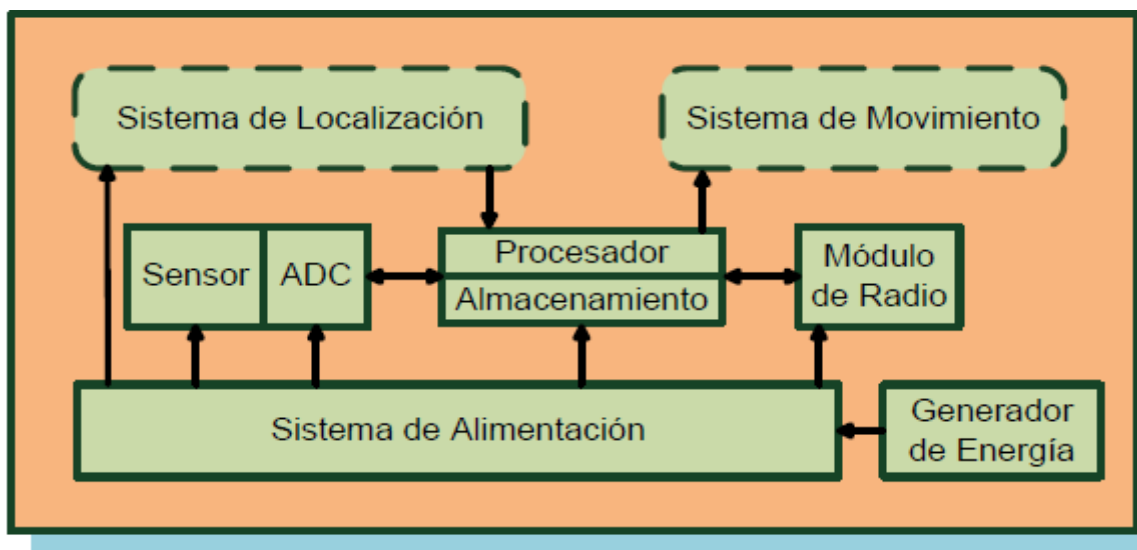 Sistema de Localización
Sistema de Movimiento
Sensor
ADC
Procesador
Almacenamiento
Módulo
de Radio
Sistema de Alimentación
Generador
de Energía